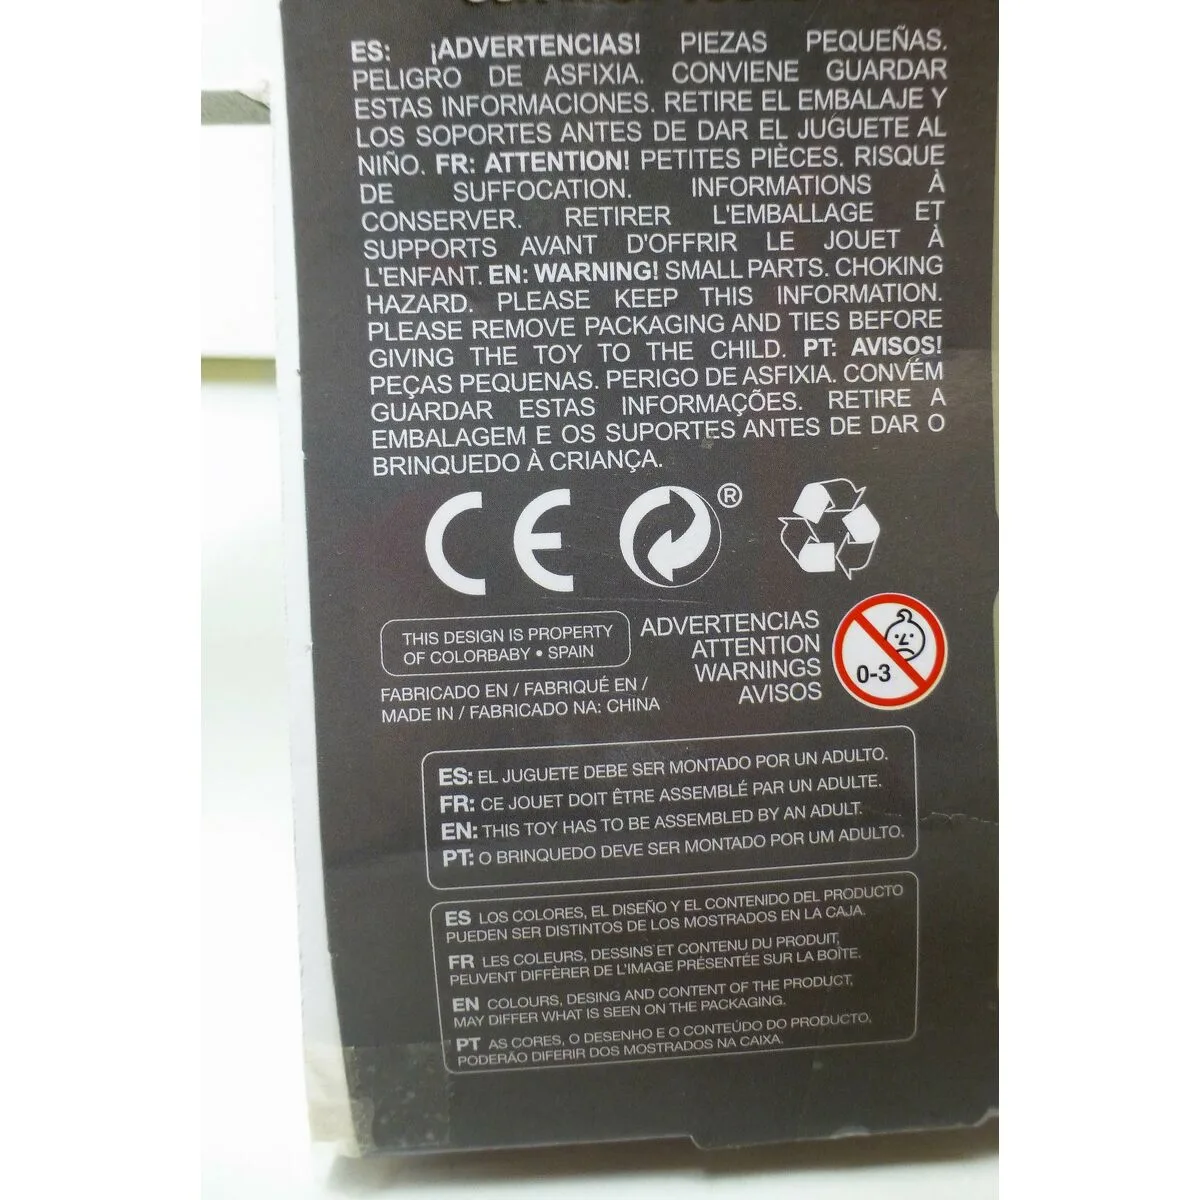 ES: ¡ADVERTENCIAS! PIEZAS PEQUEÑAS.
PELIGRO DE ASFIXIA. CONVIENE GUARDAR
ESTAS INFORMACIONES. RETIRE EL EMBALAJE Y
LOS SOPORTES ANTES DE DAR EL JUGUETE AL
NIÑO. FR: ATTENTION! PETITES PIÈCES. RISQUE
DE SUFFOCATION. INFORMATIONS À
CONSERVER. RETIRER L'EMBALLAGE ET
SUPPORTS AVANT D'OFFRIR LE JOUET À
L'ENFANT. EN: WARNING! SMALL PARTS. CHOKING
HAZARD. PLEASE KEEP THIS INFORMATION.
PLEASE REMOVE PACKAGING AND TIES BEFORE
GIVING THE TOY TO THE CHILD. PT: AVISOS!
PEÇAS PEQUENAS. PERIGO DE ASFIXIA. CONVÉM
GUARDAR ESTAS INFORMAÇÕES. RETIRE A
EMBALAGEM E OS SUPORTES ANTES DE DAR O
BRINQUEDO À CRIANÇA.
CE ®
THIS DESIGN IS PROPERTY
OF COLORBABY • SPAIN
FABRICADO EN / FABRIQUÉ EN /
MADE IN / FABRICADO NA: CHINA
ADVERTENCIAS
ATTENTION
WARNINGS
AVISOS
0-3
ES: EL JUGUETE DEBE SER MONTADO POR UN ADULTO.
FR: CE JOUET DOIT ÊTRE ASSEMBLÉ PAR UN ADULTE.
EN: THIS TOY HAS TO BE ASSEMBLED BY AN ADULT.
PT: O BRINQUEDO DEVE SER MONTADO POR UM ADULTO.
ES LOS COLORES, EL DISEÑO Y EL CONTENIDO DEL PRODUCTO
PUEDEN SER DISTINTOS DE LOS MOSTRADOS EN LA CAJA.
FR LES COULEURS, DESSINS ET CONTENU DU PRODUIT,
PEUVENT DIFFÈRER DE L'IMAGE PRÉSENTÉE SUR LA BOÎTE.
EN COLOURS, DESING AND CONTENT OF THE PRODUCT,
MAY DIFFER WHAT IS SEEN ON THE PACKAGING.
PT AS CORES, O DESENHO E O CONTEÚDO DO PRODUCTO,
PODERÃO DIFERIR DOS MOSTRADOS NA CAIXA.